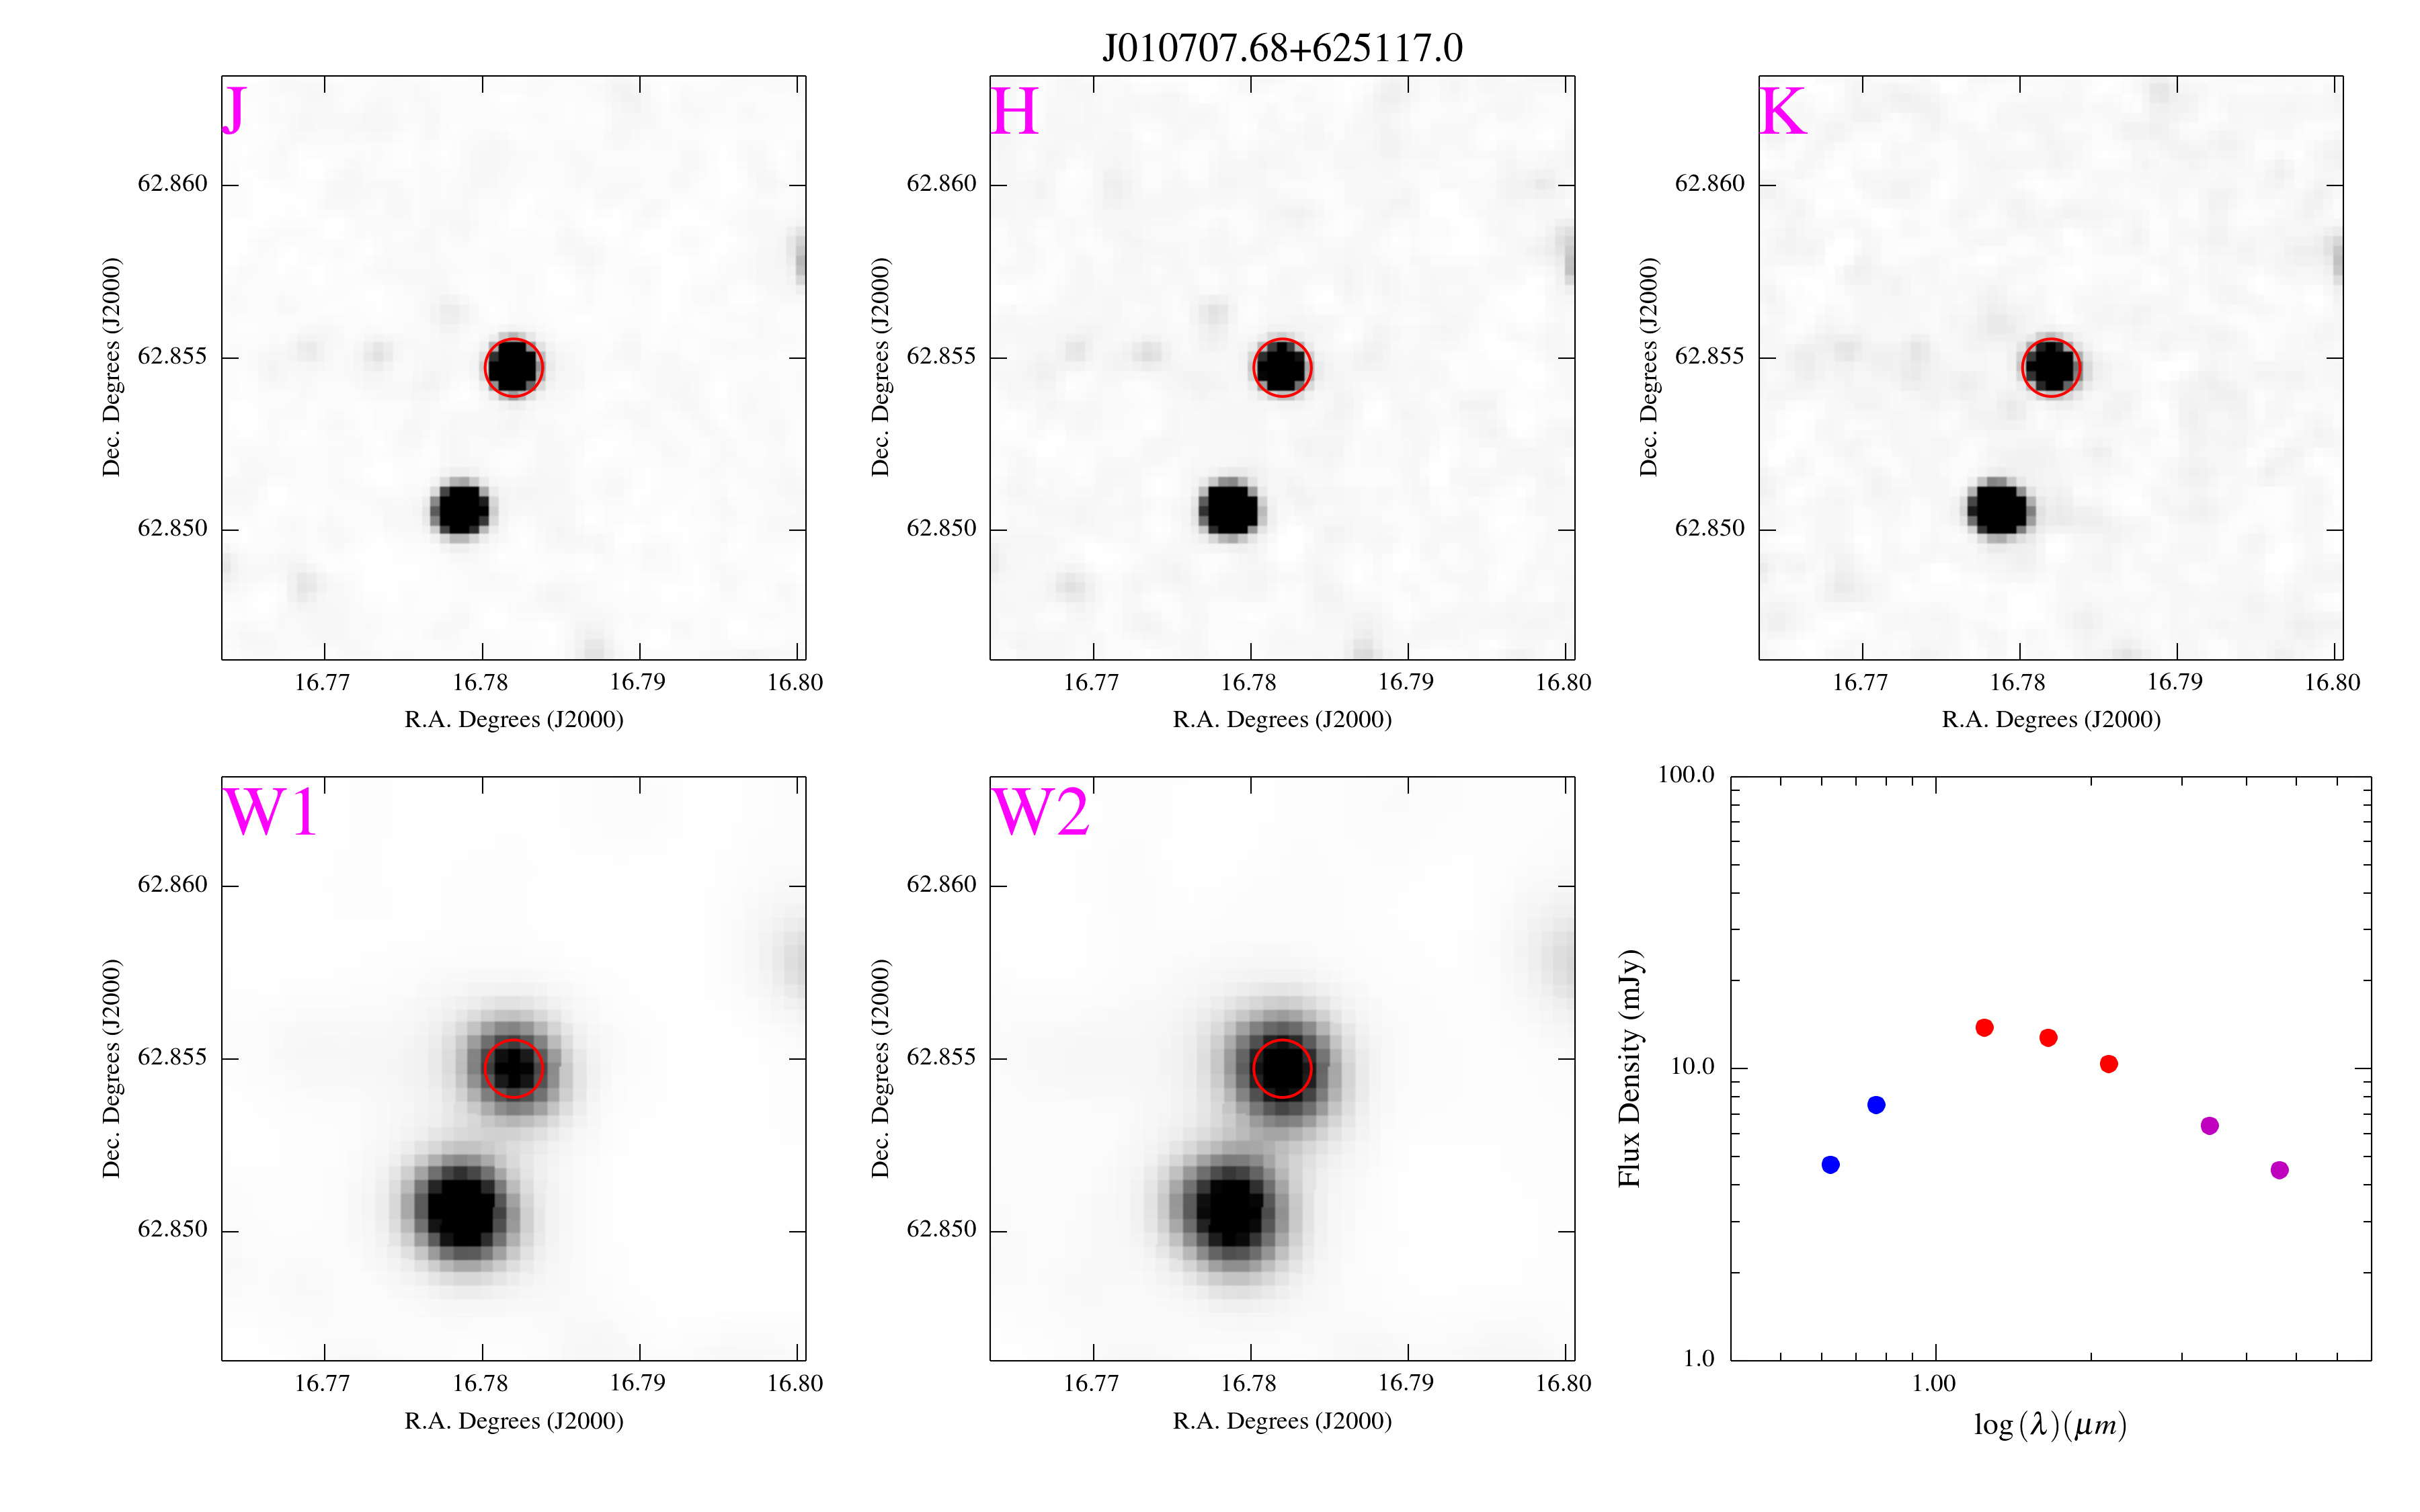 J010707.68+625117.0
J
62.860
62.855
62.850
Dec. Degrees (J2000)
16.77 16.78 16.79 16.80
R.A. Degrees (J2000)
H
62.860
62.855
62.850
Dec. Degrees (J2000)
16.77 16.78 16.79 16.80
R.A. Degrees (J2000)
K
62.860
62.855
62.850
Dec. Degrees (J2000)
16.77 16.78 16.79 16.80
R.A. Degrees (J2000)
W1
62.860
62.855
62.850
Dec. Degrees (J2000)
16.77 16.78 16.79 16.80
R.A. Degrees (J2000)
W2
62.860
62.855
62.850
Dec. Degrees (J2000)
16.77 16.78 16.79 16.80
R.A. Degrees (J2000)
100.0
10.0
1.0
Flux Density (mJy)
1.00
log (λ)(μm)